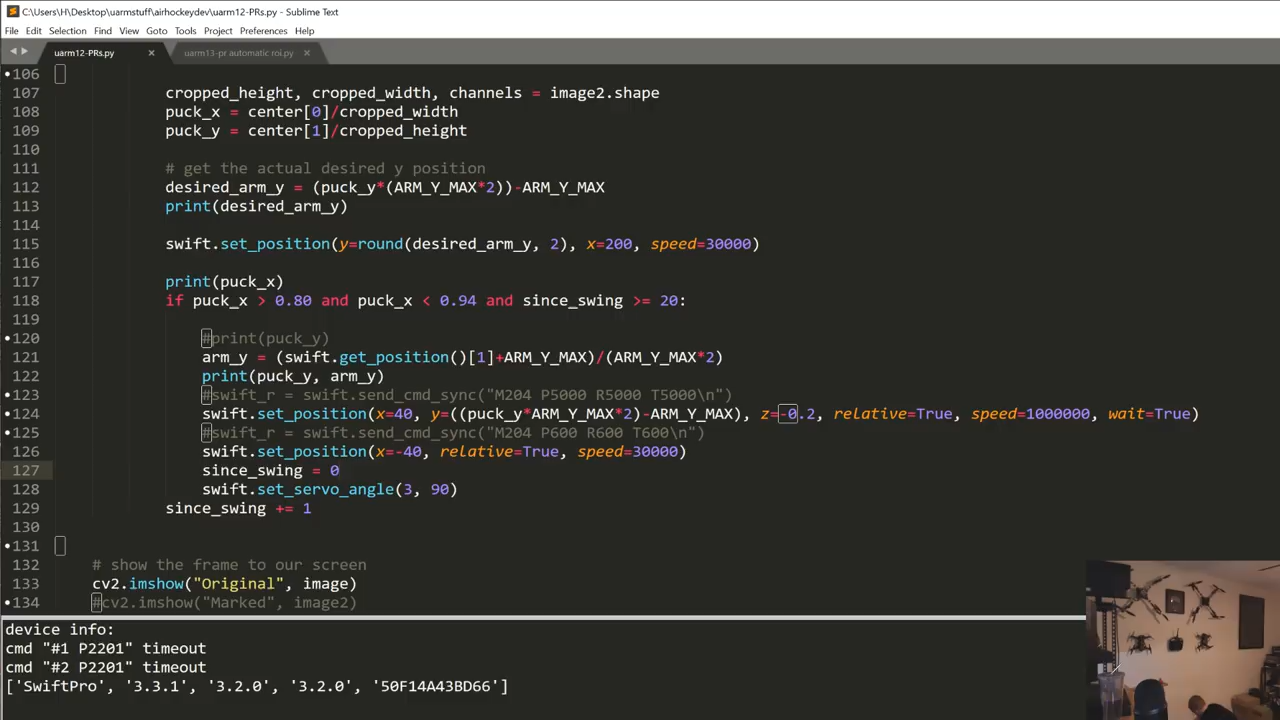 C:\Users\H\Desktop\uarmstuff\airhockeydev\uarm12-PRs.py - Sublime Text
File Edit Selection Find View Goto Tools Project Preferences Help
uarm12-PRs.py × uarm13-pr automatic roi.py ×
106
107 cropped_height, cropped_width, channels = image2.shape
108 puck_x = center[0]/cropped_width
109 puck_y = center[1]/cropped_height
110
111 # get the actual desired y position
112 desired_arm_y = (puck_y*(ARM_Y_MAX*2))-ARM_Y_MAX
113 print(desired_arm_y)
114
115 swift.set_position(y=round(desired_arm_y, 2), x=200, speed=30000)
116
117 print(puck_x)
118 if puck_x > 0.80 and puck_x < 0.94 and since_swing >= 20:
119
120 #print(puck_y)
121 arm_y = (swift.get_position()[1]+ARM_Y_MAX)/(ARM_Y_MAX*2)
122 print(puck_y, arm_y)
123 #swift_r = swift.send_cmd_sync("M204 P5000 R5000 T5000\n")
124 swift.set_position(x=40, y=((puck_y*ARM_Y_MAX*2)-ARM_Y_MAX), z=-0.2, relative=True, speed=1000000, wait=True)
125 #swift_r = swift.send_cmd_sync("M204 P600 R600 T600\n")
126 swift.set_position(x=-40, relative=True, speed=30000)
127 since_swing = 0
128 swift.set_servo_angle(3, 90)
129 since_swing += 1
130
131
132 # show the frame to our screen
133 cv2.imshow("Original", image)
134 #cv2.imshow("Marked", image2)
device info:
cmd "#1 P2201" timeout
cmd "#2 P2201" timeout
['SwiftPro', '3.3.1', '3.2.0', '3.2.0', '50F14A43BD66']